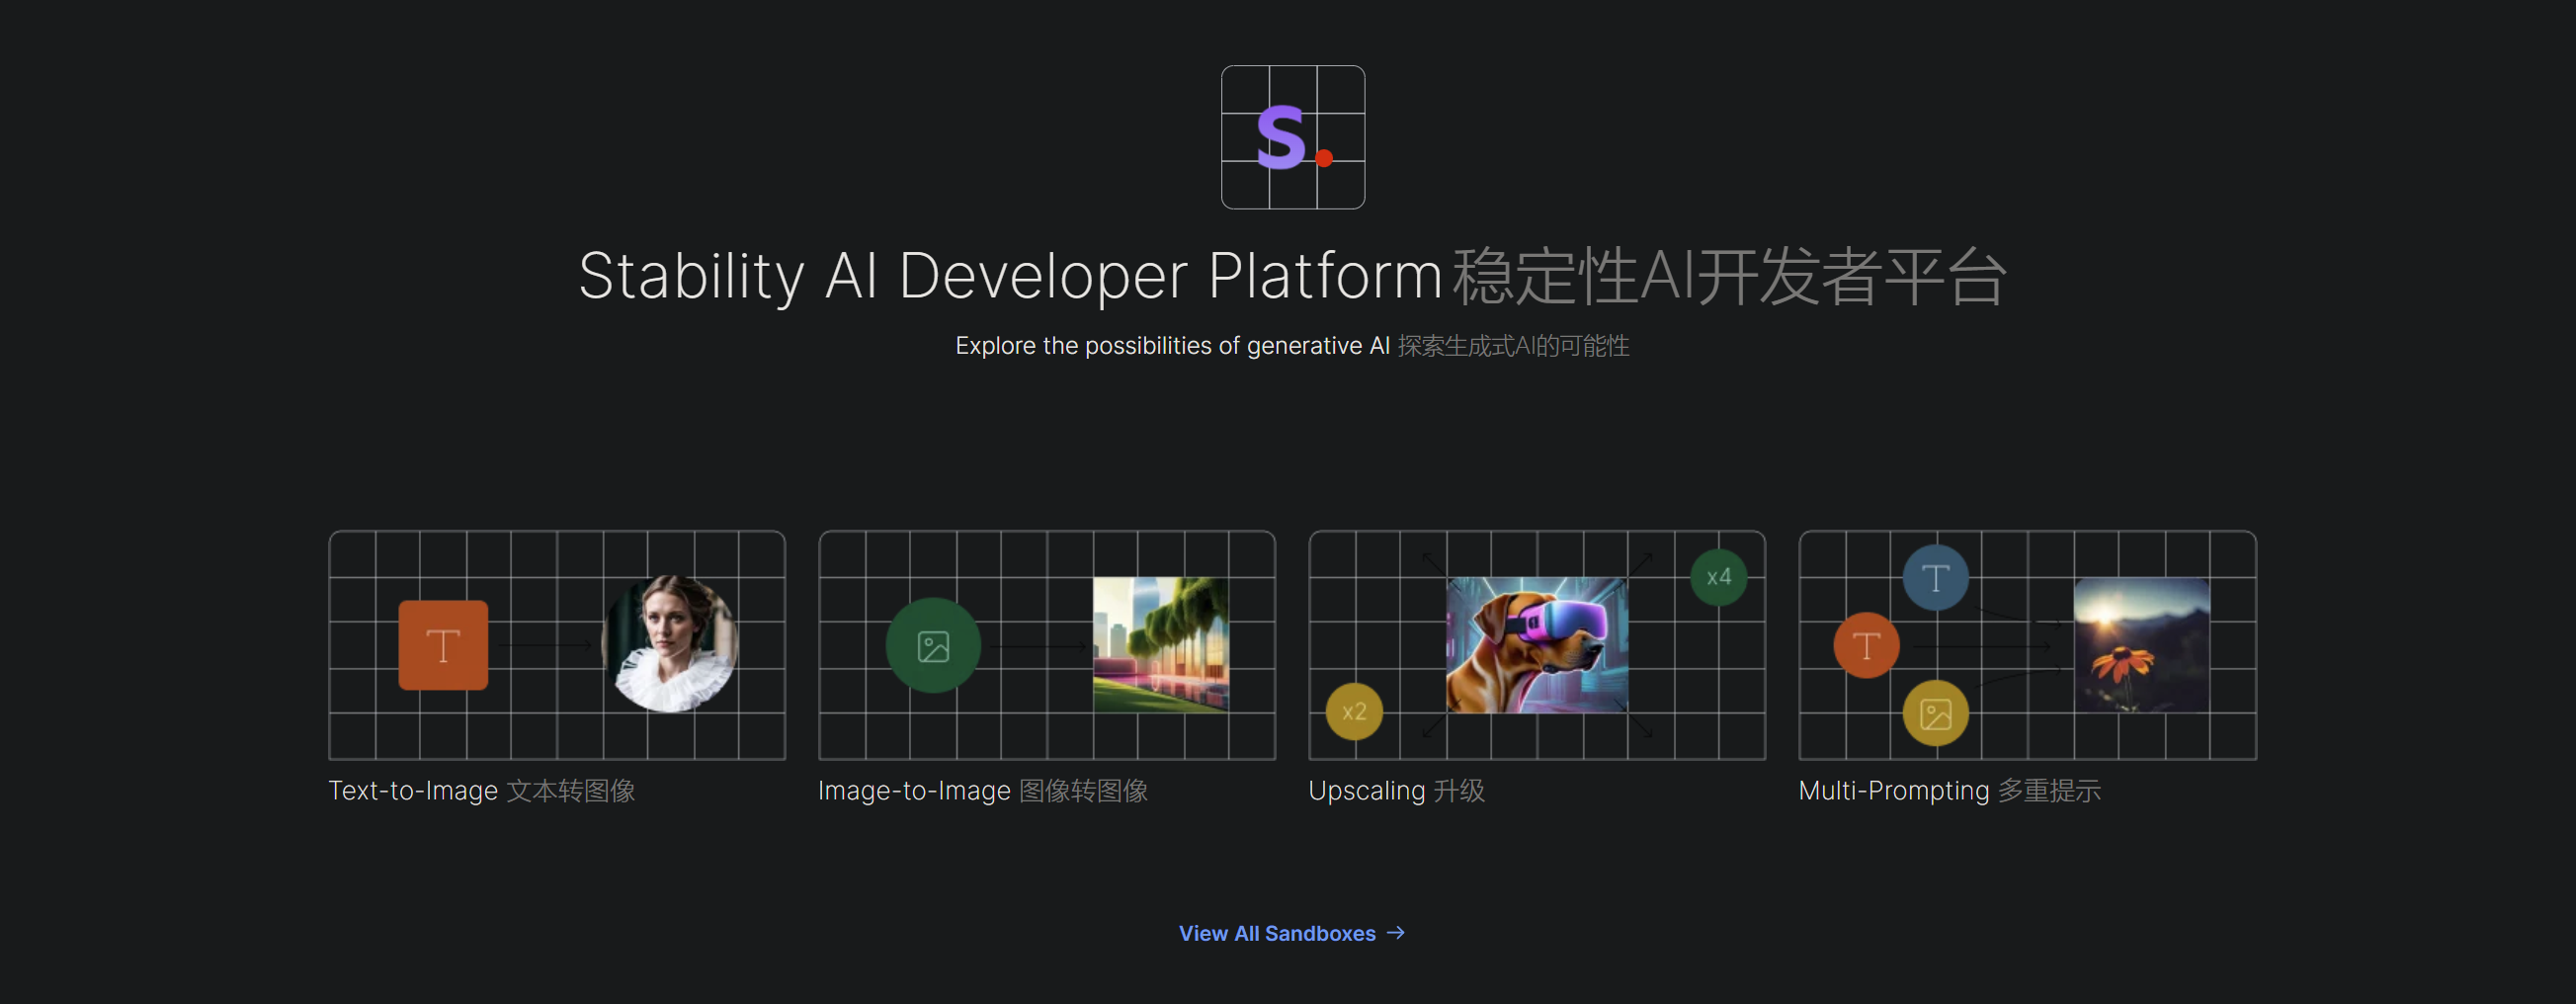 S.
Stability AI Developer Platform 稳定性AI开发者平台
Explore the possibilities of generative AI 探索生成式AI的可能性
T
x4
x2
T
T
Text-to-Image 文本转图像
Image-to-Image 图像转图像
Upscaling 升级
Multi-Prompting 多重提示
View All Sandboxes →